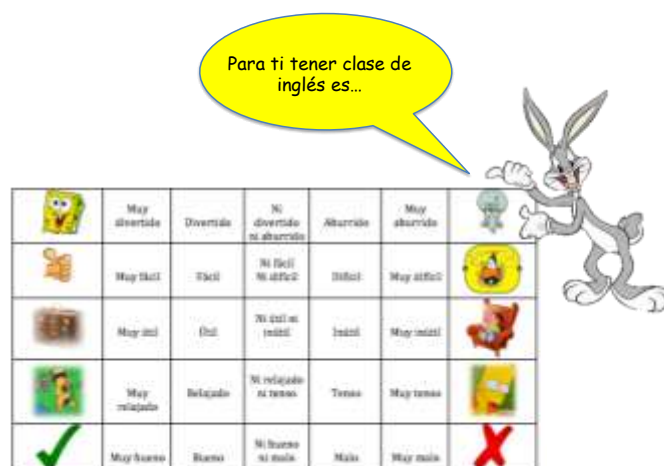 Para ti tener clase de
inglés es…
Muy
divertido
Divertido
Ni
divertido
ni aburrido
Aburrido
Muy
aburrido
Muy fácil
Fácil
Ni fácil
Ni difícil
Difícil
Muy difícil
Muy útil
Útil
Ni útil ni
inútil
Inútil
Muy inútil
Muy
relajado
Relajado
Ni relajado
ni tenso
Tenso
Muy tenso
Muy bueno
Bueno
Ni bueno
ni malo
Malo
Muy malo